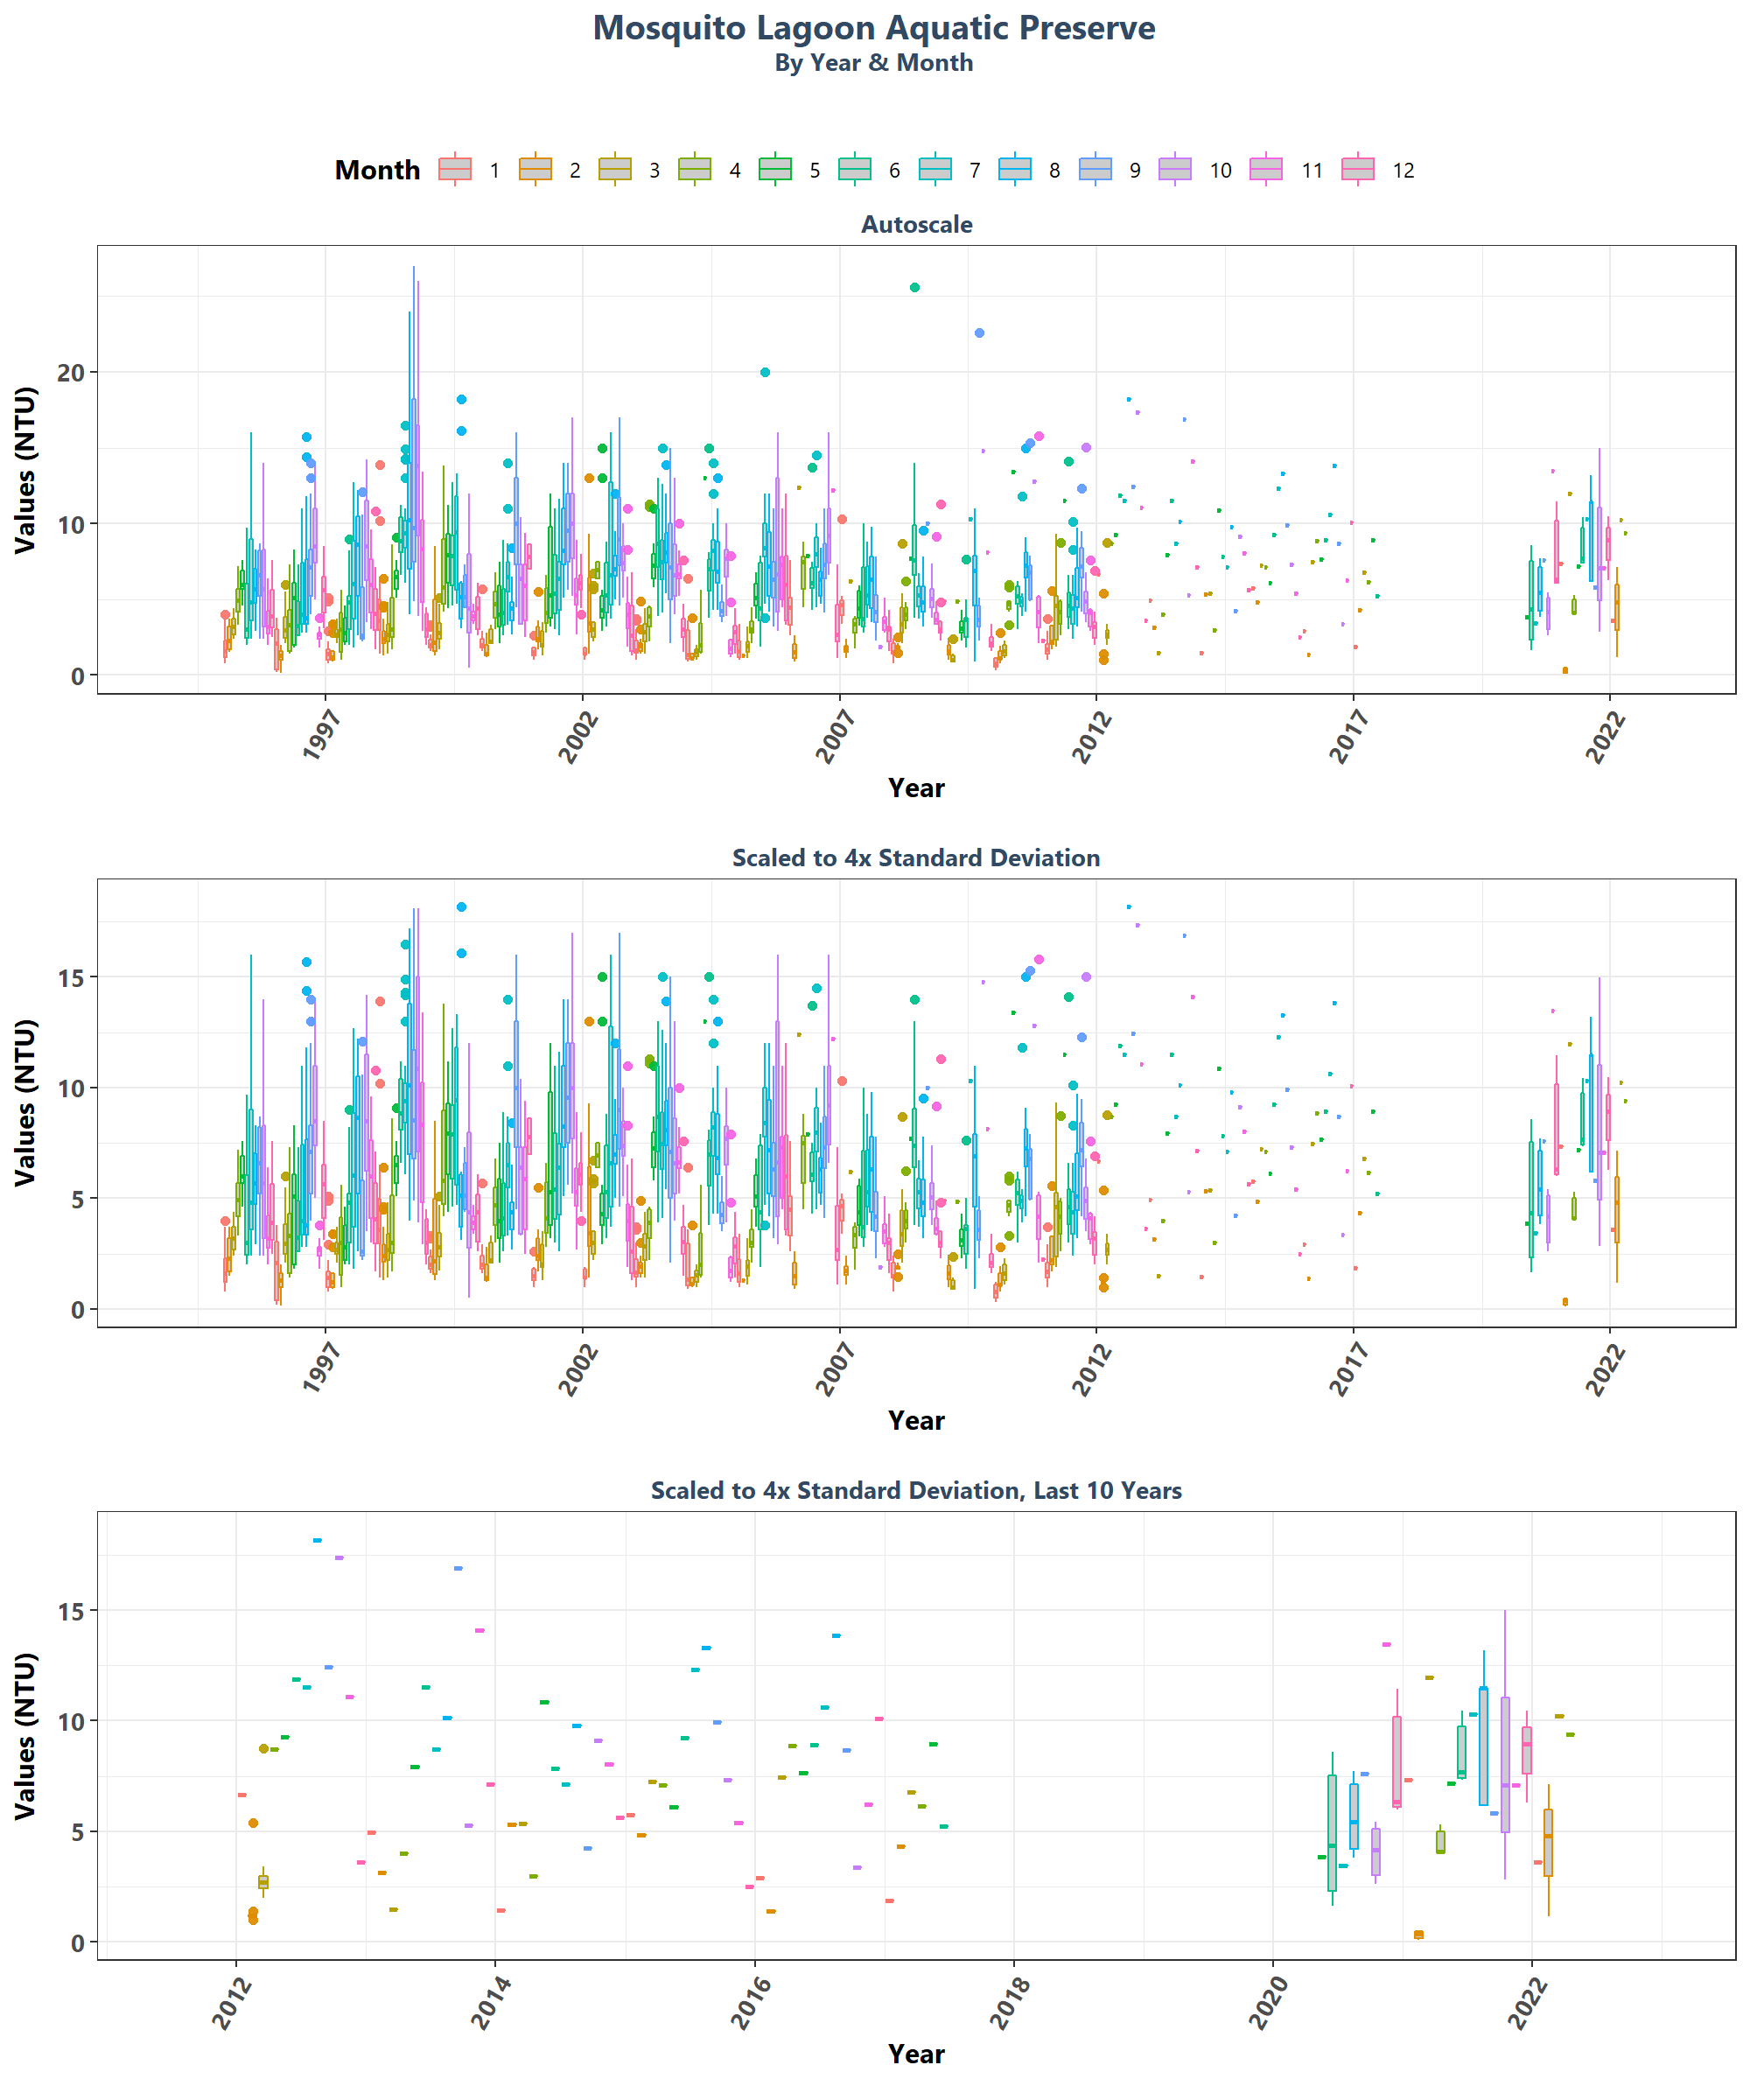 Mosquito Lagoon Aquatic Preserve
By Year & Month
Month 1 2 3 4 5 6 7 8 9 10 11 12
Autoscale
Values (NTU)
20
10
0
1997 2002 2007 2012 2017 2022
Year
Scaled to 4x Standard Deviation
Values (NTU)
15
10
5
0
1997 2002 2007 2012 2017 2022
Year
Scaled to 4x Standard Deviation, Last 10 Years
Values (NTU)
15
10
5
0
2012 2014 2016 2018 2020 2022
Year